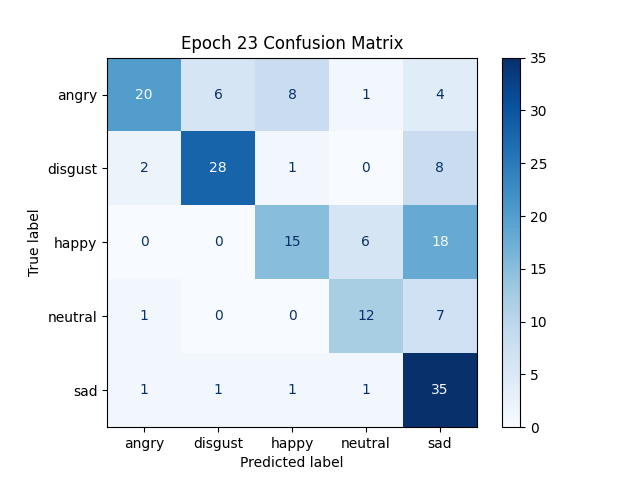 Epoch 23 Confusion Matrix
angry 20 6 8 1 4
disgust 2 28 1 0 8
happy 0 0 15 6 18
neutral 1 0 0 12 7
sad 1 1 1 1 35
angry disgust happy neutral sad
Predicted label
True label
35
30
25
20
15
10
5
0